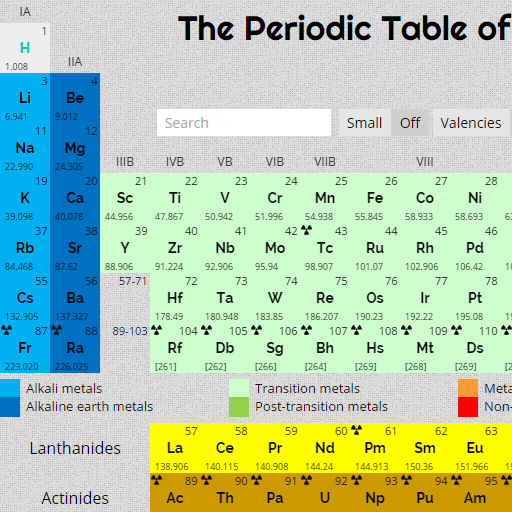 IA
The Periodic Table of
1
H
1.008
IIA
3 4
Li Be
6.941 9.012
Search Small Off Valencies
11 12
Na Mg
22.990 24.305
IIIB IVB VB VIB VIIB VIII
19 20 21 22 23 24 25 26 27 28
K Ca Sc Ti V Cr Mn Fe Co Ni
39.098 40.078 44.956 47.867 50.942 51.996 54.938 55.845 58.933 58.693 63
37 38 39 40 41 42 43 44 45 46
Rb Sr Y Zr Nb Mo Tc Ru Rh Pd
84.468 87.62 88.906 91.224 92.906 95.94 98.907 101.07 102.906 106.42 10
55 56 57-71 72 73 74 75 76 77 78
Cs Ba Hf Ta W Re Os Ir Pt
132.905 137.327 178.49 180.948 183.85 186.207 190.23 192.22 195.08 19
87 88 89-103 104 105 106 107 108 109 110
Fr Ra Rf Db Sg Bh Hs Mt Ds
223.020 226.025 [261] [262] [266] [264] [269] [268] [269] [2
Alkali metals Transition metals Meta
Alkaline earth metals Post-transition metals Non-
57 58 59 60 61 62 63
Lanthanides La Ce Pr Nd Pm Sm Eu
138.906 140.115 140.908 144.24 144.913 150.36 151.966 15
89 90 91 92 93 94 95
Actinides Ac Th Pa U Np Pu Am